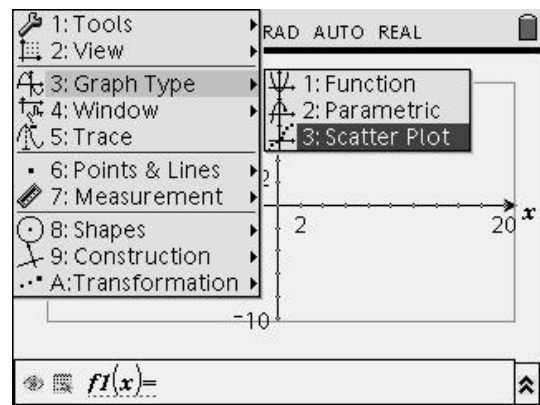 1: Tools
2: View
3: Graph Type
4: Window
5: Trace
6: Points & Lines
7: Measurement
8: Shapes
9: Construction
A: Transformation
RAD AUTO REAL
1: Function
2: Parametric
3: Scatter Plot
2
x
2
20
-10
f1(x)=